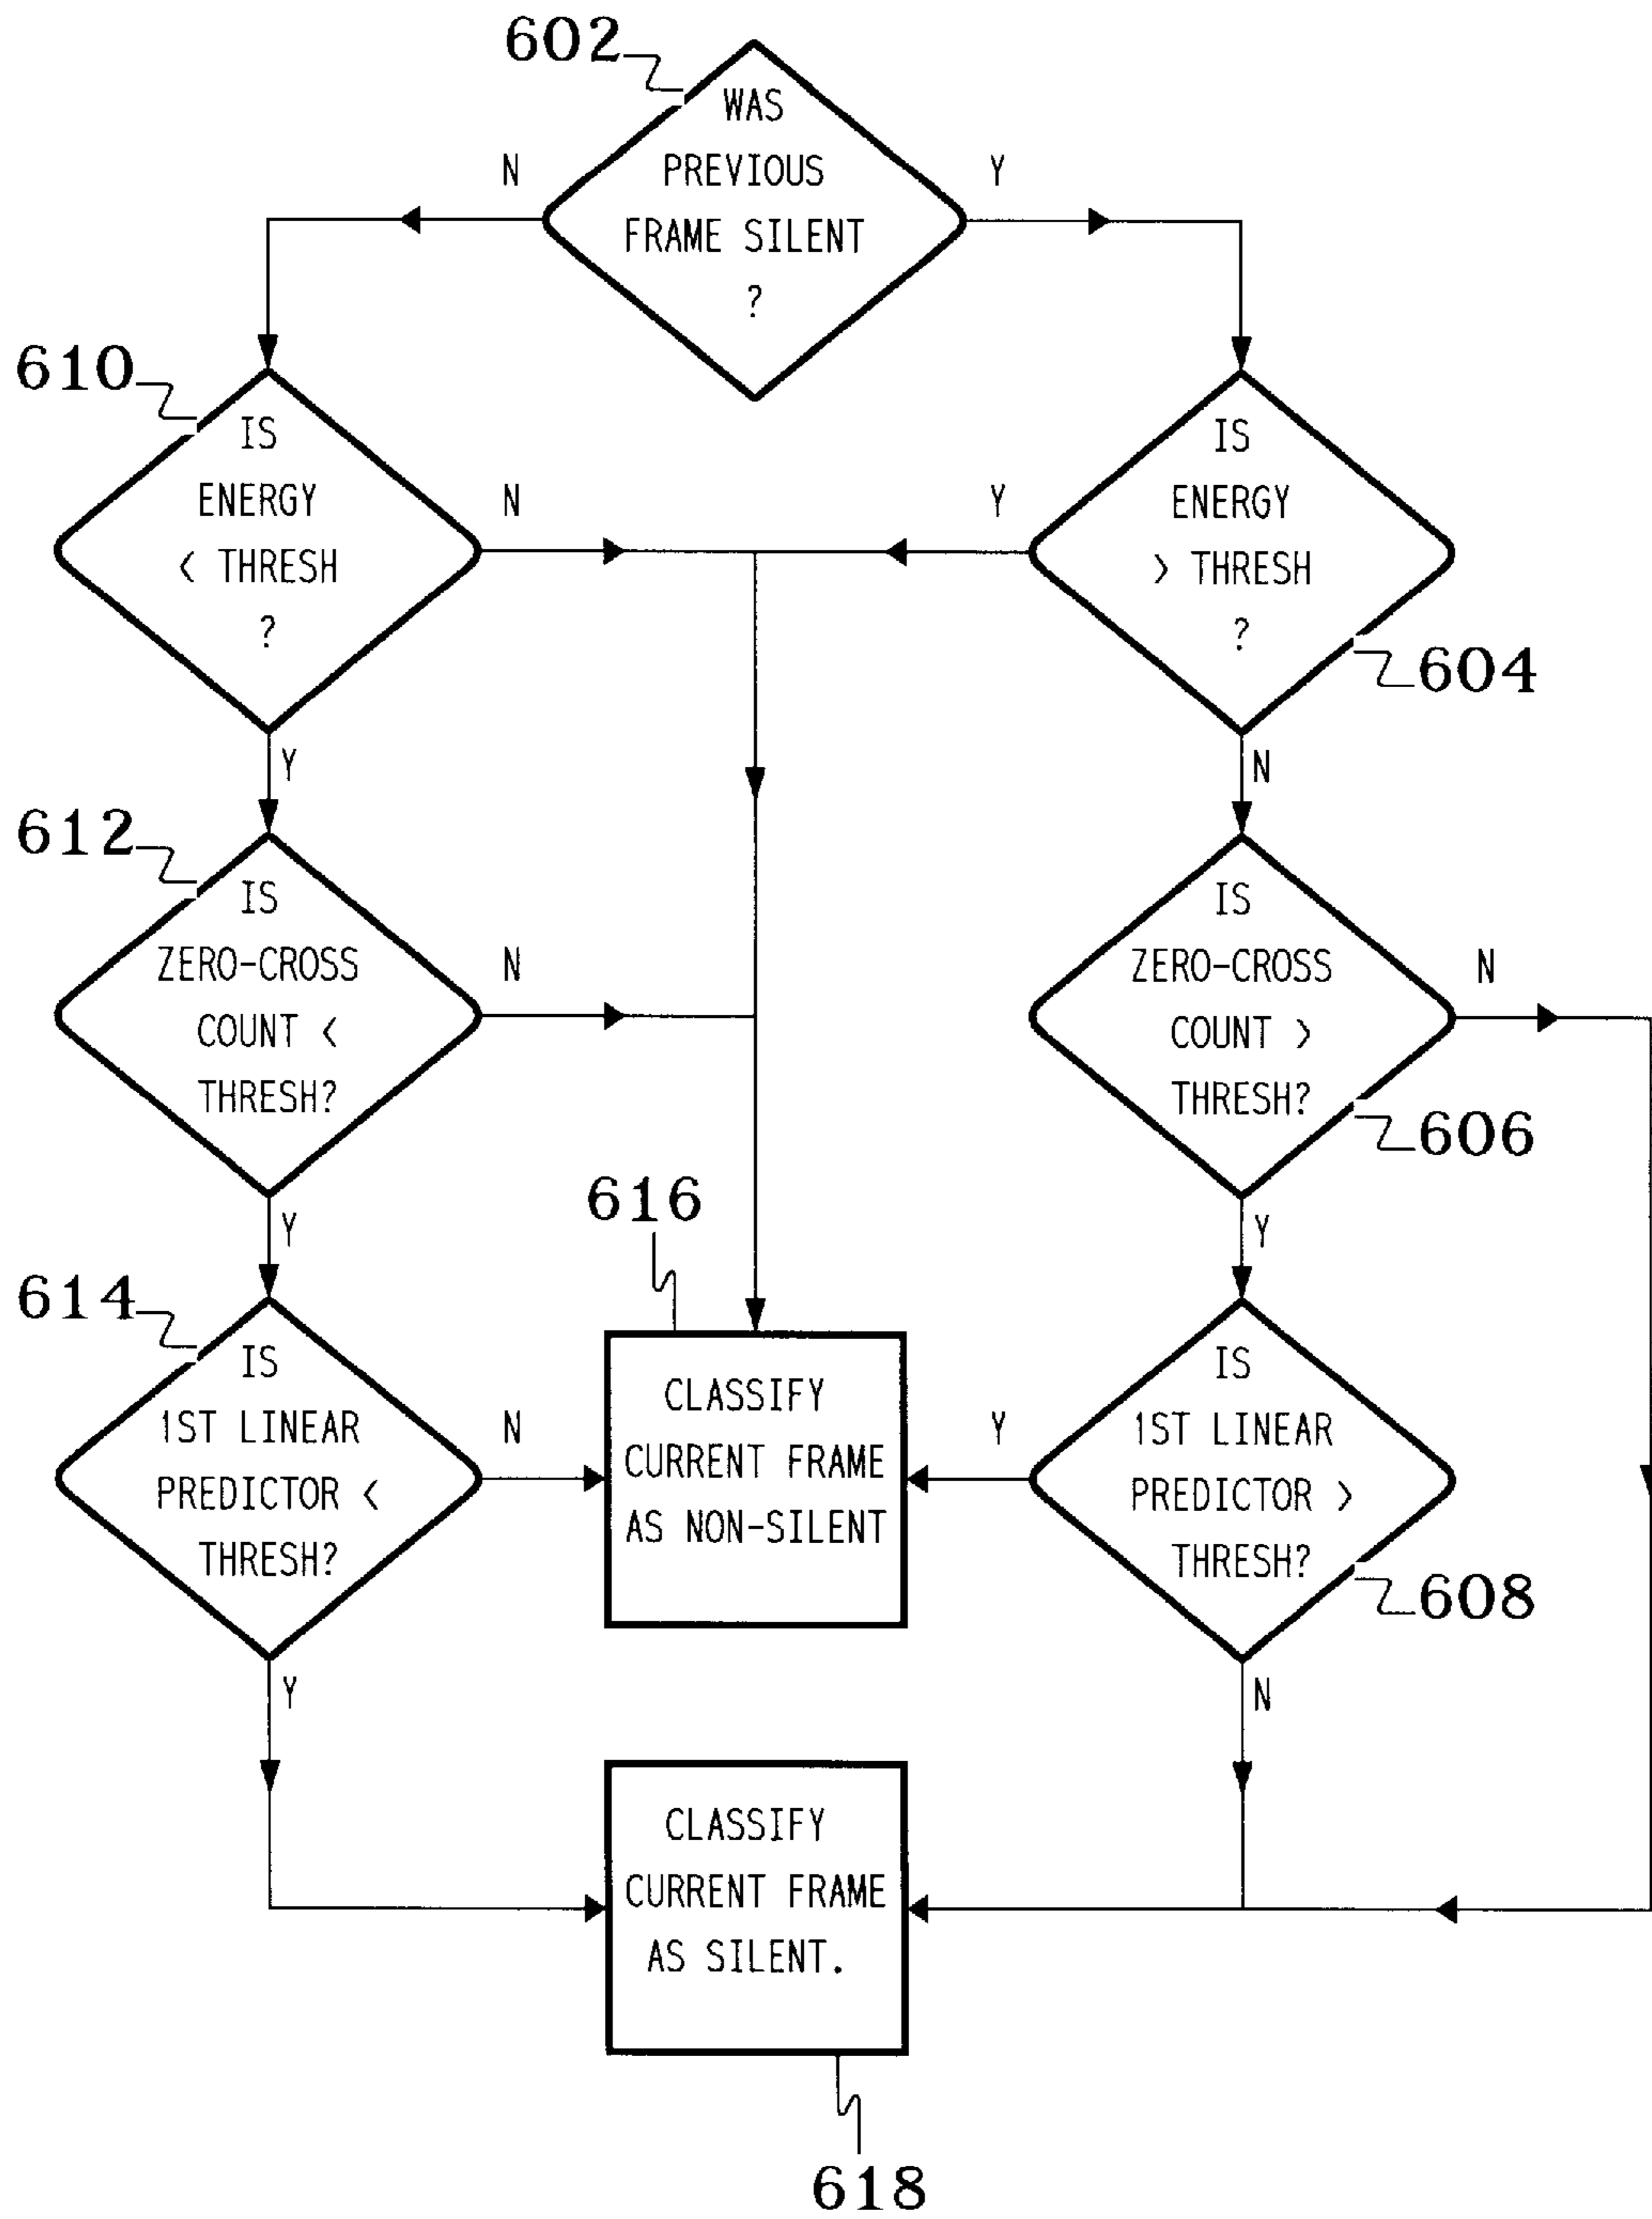 602
WAS
PREVIOUS
FRAME SILENT
?
N
Y
610
IS
ENERGY
< THRESH
?
N
Y
IS
ENERGY
> THRESH
?
604
Y
N
612
IS
ZERO-CROSS
COUNT <
THRESH?
N
IS
ZERO-CROSS
COUNT >
THRESH?
N
606
Y
616
Y
614
IS
1ST LINEAR
PREDICTOR <
THRESH?
N
CLASSIFY
CURRENT FRAME
AS NON-SILENT
Y
IS
1ST LINEAR
PREDICTOR >
THRESH?
608
Y
N
CLASSIFY
CURRENT FRAME
AS SILENT.
618